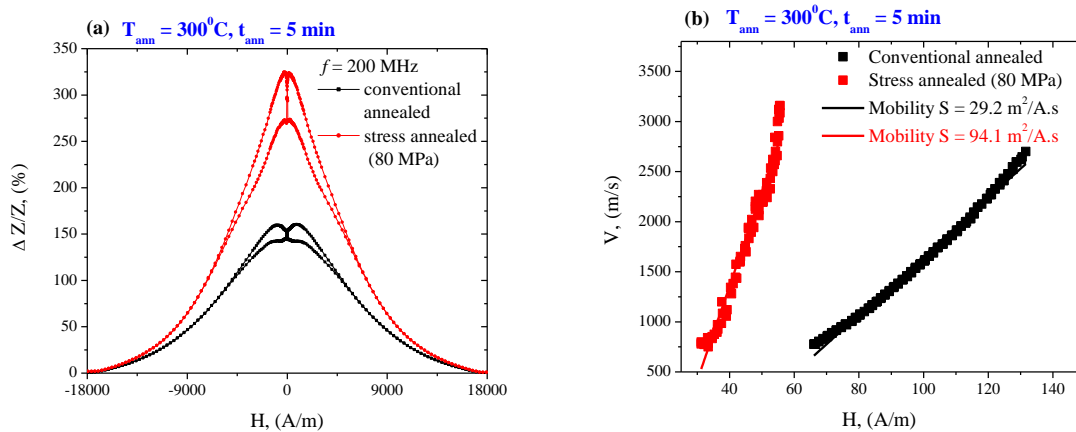 (a) T_ann = 300⁰C, t_ann = 5 min
350
300
250
200
150
100
50
0
Δ Z/Z, (%)
f = 200 MHz
conventional
annealed
stress annealed
(80 MPa)
-18000 -9000 0 9000 18000
H, (A/m)
(b) T_ann = 300⁰C, t_ann = 5 min
3500
3000
2500
2000
1500
1000
500
V, (m/s)
Conventional annealed
Stress annealed (80 MPa)
Mobility S = 29.2 m²/A.s
Mobility S = 94.1 m²/A.s
40 60 80 100 120 140
H, (A/m)